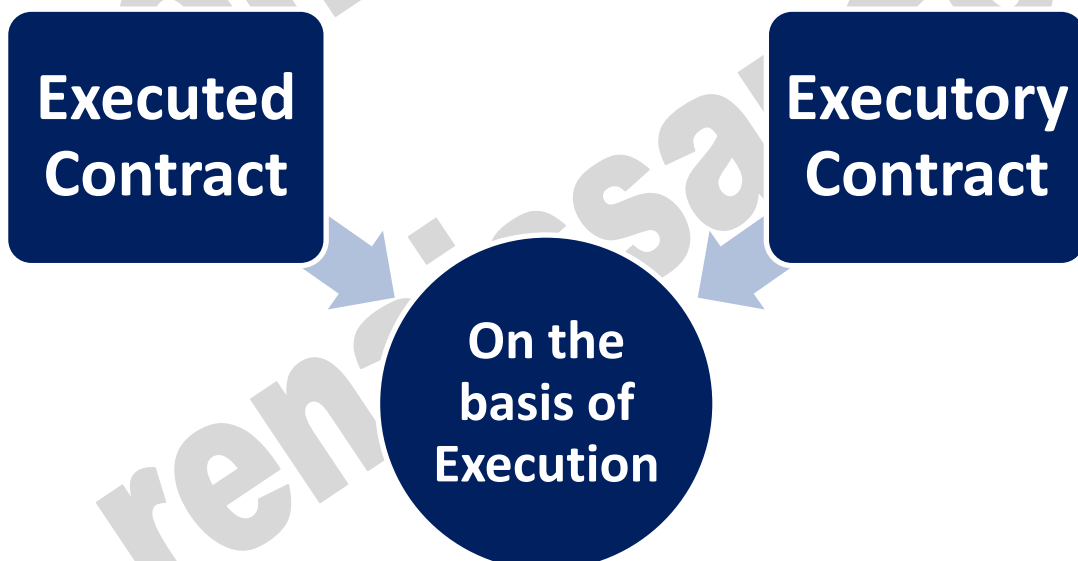 Executed
Contract
Executory
Contract
On the
basis of
Execution